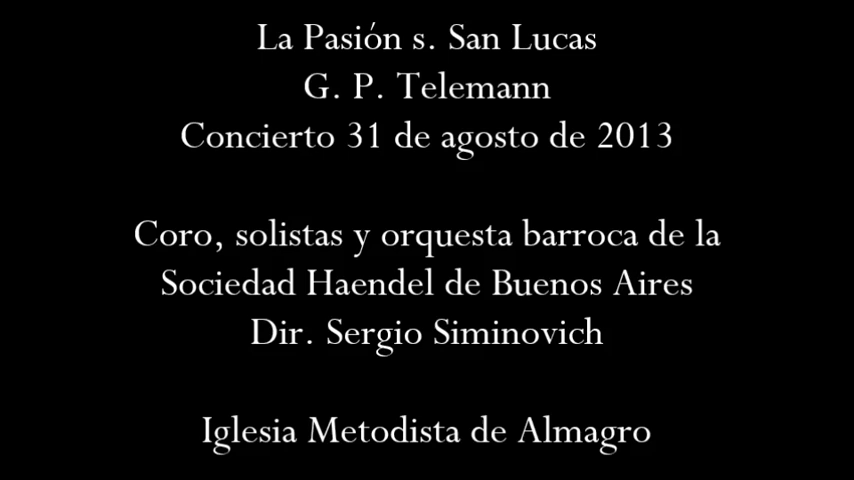 La Pasión s. San Lucas
G. P. Telemann
Concierto 31 de agosto de 2013
Coro, solistas y orquesta barroca de la
Sociedad Haendel de Buenos Aires
Dir. Sergio Siminovich
Iglesia Metodista de Almagro